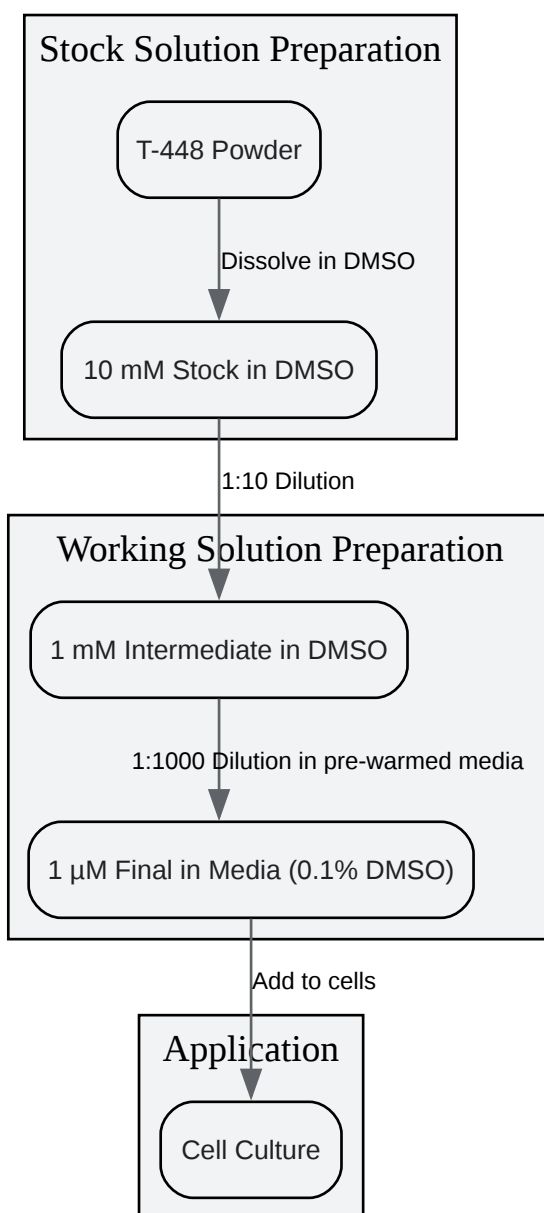 Stock Solution Preparation
T-448 Powder
Dissolve in DMSO
10 mM Stock in DMSO
1:10 Dilution
Working Solution Preparation
1 mM Intermediate in DMSO
1:1000 Dilution in pre-warmed media
1 µM Final in Media (0.1% DMSO)
Add to cells
Application
Cell Culture